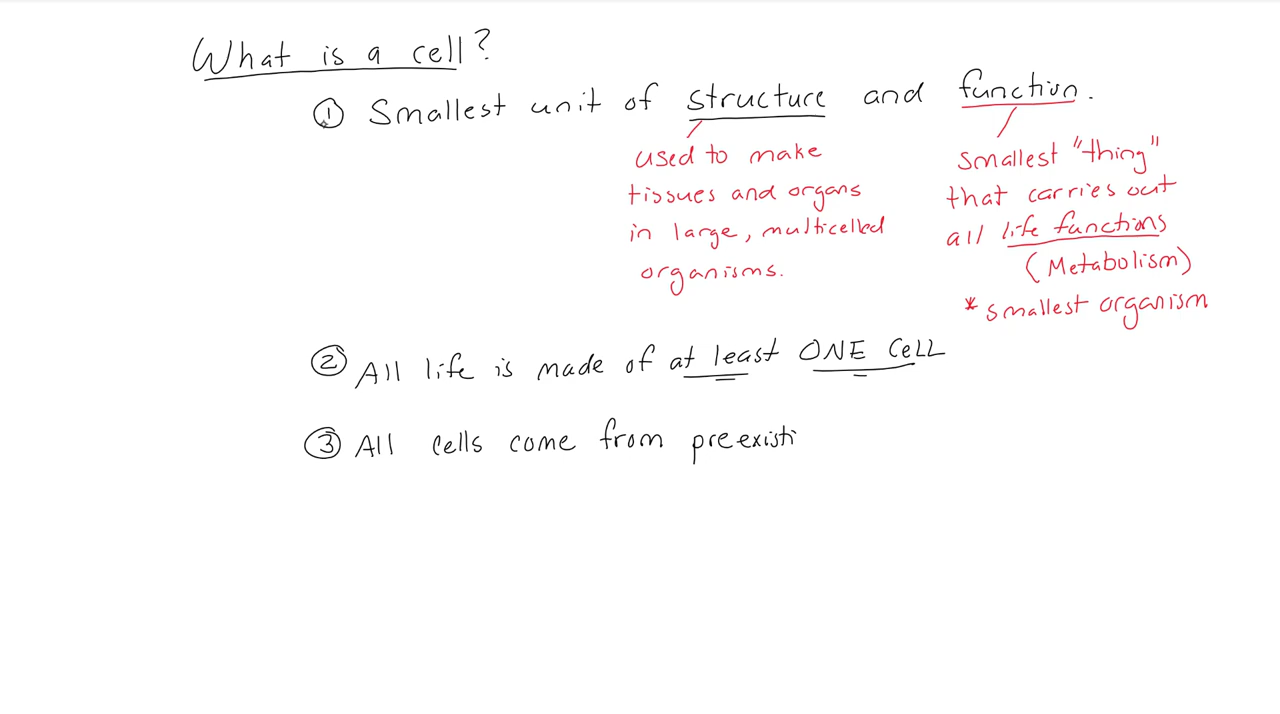 What is a cell?
① Smallest unit of structure and function.
used to make
tissues and organs
in large, multicelled
organisms.
smallest "thing"
that carries out
all life functions
(Metabolism)
* smallest organism
② All life is made of at least ONE CELL
③ All cells come from preexisti